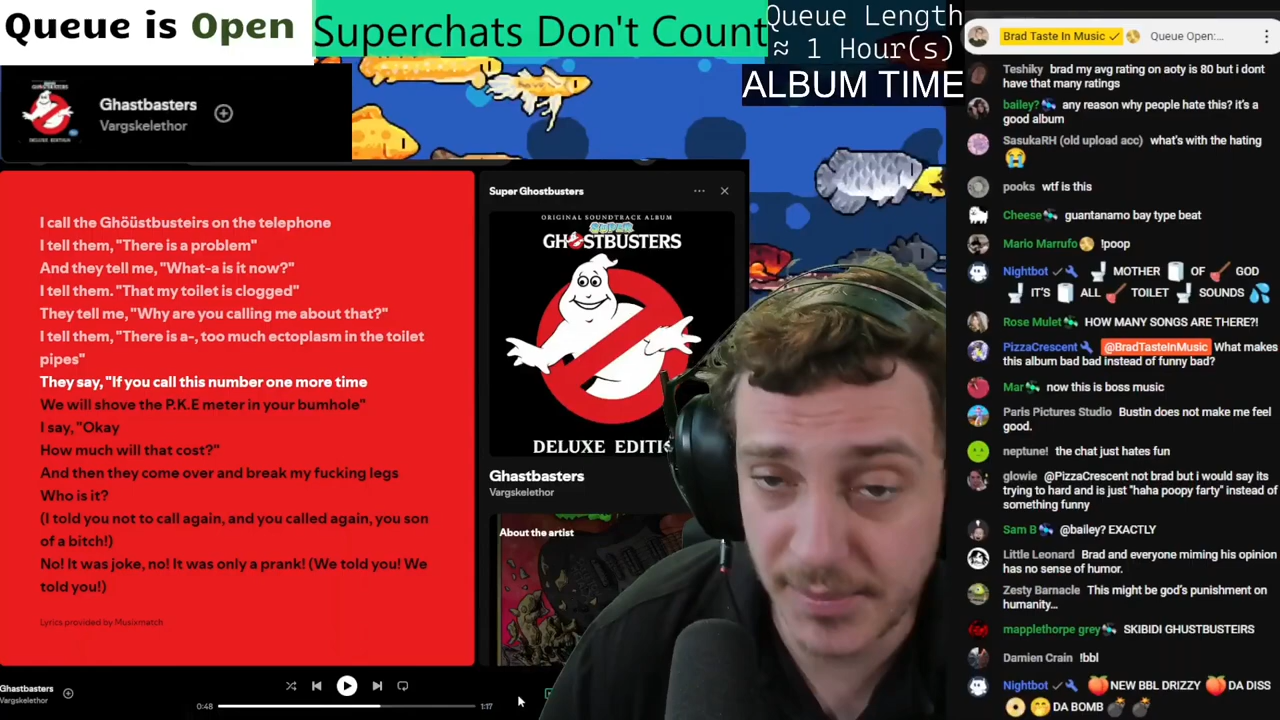 Queue is Open
Superchats Don't Count
Queue Length
≈ 1 Hour(s)
ALBUM TIME
Ghastbasters
Vargskelethor
I call the Ghöüstbusteirs on the telephone
I tell them, "There is a problem"
And they tell me, "What-a is it now?"
I tell them. "That my toilet is clogged"
They tell me, "Why are you calling me about that?"
I tell them, "There is a-, too much ectoplasm in the toilet
pipes"
They say, "If you call this number one more time
We will shove the P.K.E meter in your bumhole"
I say, "Okay
How much will that cost?"
And then they come over and break my fucking legs
Who is it?
(I told you not to call again, and you called again, you son
of a bitch!)
No! It was joke, no! It was only a prank! (We told you! We
told you!)
Lyrics provided by Musixmatch
Super Ghostbusters
ORIGINAL SOUNDTRACK ALBUM
SUPER
GHOSTBUSTERS
DELUXE EDITI
Ghastbasters
Vargskelethor
About the artist
Ghastbasters
Vargskelethor
0:48
1:17
Brad Taste In Music
Queue Open:...
Teshiky brad my avg rating on aoty is 80 but i dont
have that many ratings
bailey? any reason why people hate this? it's a
good album
SasukaRH (old upload acc) what's with the hating
pooks wtf is this
Cheese guantanamo bay type beat
Mario Marrufo !poop
Nightbot MOTHER OF GOD
IT'S ALL TOILET SOUNDS
Rose Mulet HOW MANY SONGS ARE THERE?!
PizzaCrescent @BradTasteInMusic What makes
this album bad bad instead of funny bad?
Mar now this is boss music
Paris Pictures Studio Bustin does not make me feel
good.
neptune! the chat just hates fun
glowie @PizzaCrescent not brad but i would say its
trying to hard and is just "haha poopy farty" instead of
something funny
Sam B @bailey? EXACTLY
Little Leonard Brad and everyone miming his opinion
has no sense of humor.
Zesty Barnacle This might be god's punishment on
humanity...
mapplethorpe grey SKIBIDI GHUSTBUSTEIRS
Damien Crain !bbl
Nightbot NEW BBL DRIZZY DA DISS
DA BOMB